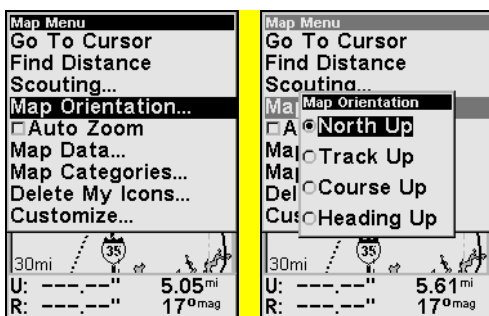 Map Menu
Go To Cursor
Find Distance
Scouting...
Map Orientation...
Auto Zoom
Map Data...
Map Categories...
Delete My Icons...
Customize...
35
30mi
U: ---.--" 5.05mi
R: ---.--" 17°mag
Map Menu
Go To Cursor
Find Distance
Scouting...
Map Orientation
North Up
Track Up
Course Up
Heading Up
35
30mi
U: ---.--" 5.61mi
R: ---.--" 17°mag